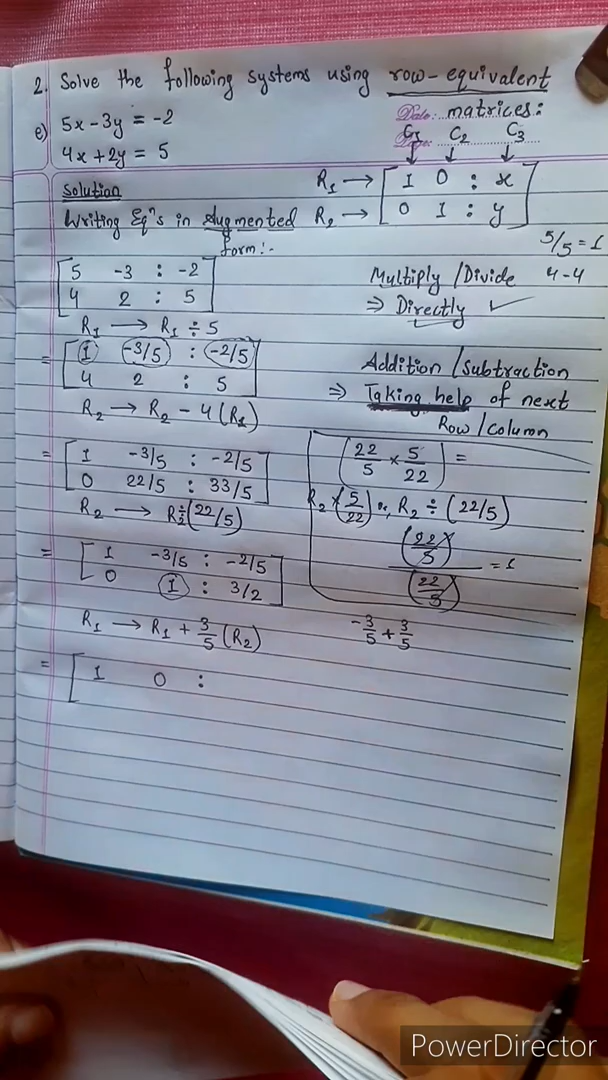 2. Solve the following systems using row-equivalent
Date: matrices:
Page:
e) 5x - 3y = -2
4x + 2y = 5
C1 C2 C3
Solution
R1 → [ 1 0 : x
R2 → 0 1 : y ]
Writing Eqns in Augmented
form:-
5/5 = 1
4-4
[ 5 -3 : -2
4 2 : 5 ]
Multiply / Divide
⇒ Directly ✓
R1 → R1 ÷ 5
= [ 1 -3/5 : -2/5
4 2 : 5 ]
Addition / subtraction
⇒ Taking help of next
Row / column
R2 → R2 - 4(R1)
= [ 1 -3/5 : -2/5
0 22/5 : 33/5 ]
22/5 × 5/22 =
R2 × (5/22) or, R2 ÷ (22/5)
R2 → R2 ÷ (22/5)
(22/5) / (22/5) = 1
= [ 1 -3/5 : -2/5
0 1 : 3/2 ]
R1 → R1 + 3/5 (R2)
-3/5 + 3/5
= [ 1 0 :
PowerDirector